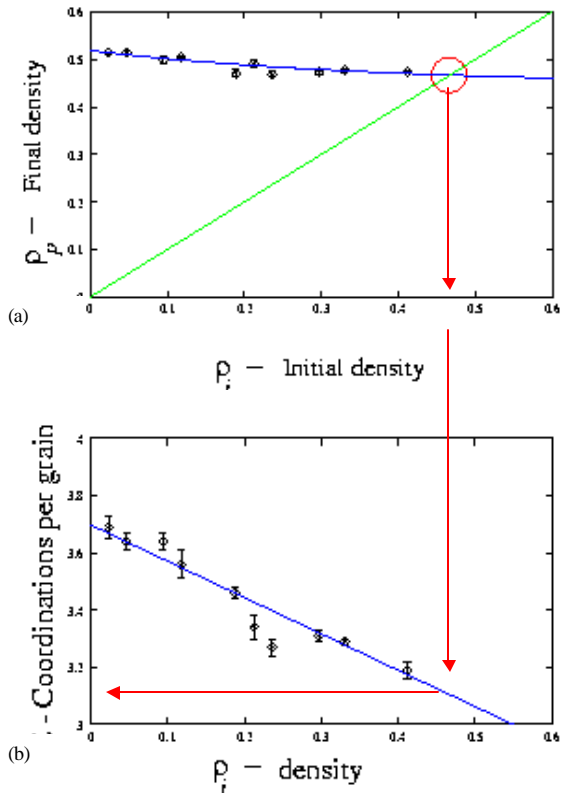 0.6
0.5
0.4
0.3
0.2
0.1
0 0.1 0.2 0.3 0.4 0.5 0.6
ρp — Final density
(a)
ρi — Initial density
4
3.8
3.6
3.4
3.2
3
0 0.1 0.2 0.3 0.4 0.5 0.6
- Coordinations per grain
(b)
ρi — density